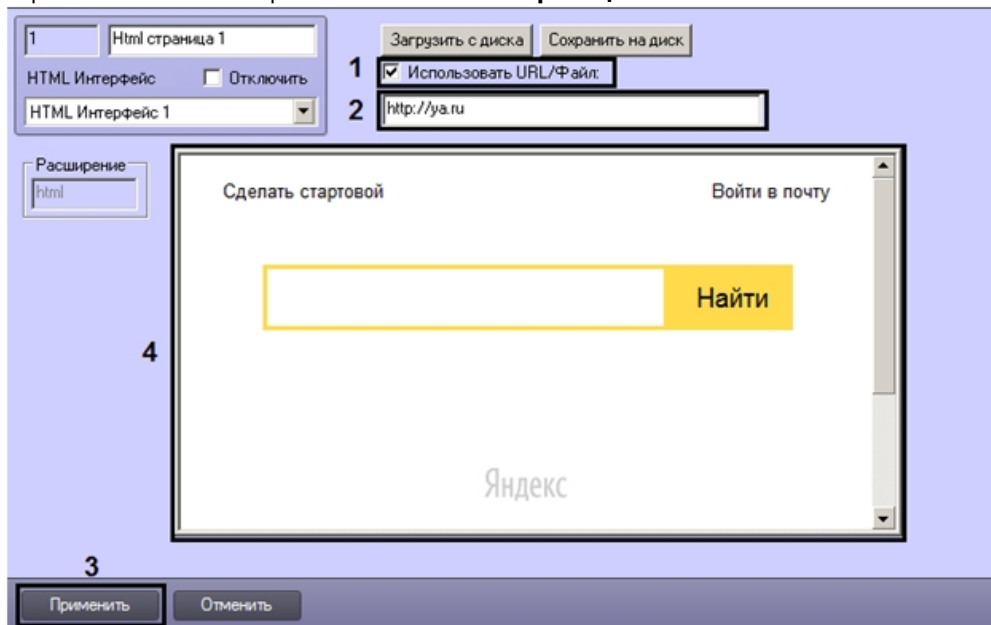 1 Html страница 1
Загрузить с диска Сохранить на диск
HTML Интерфейс Отключить
1 Использовать URL/Файл:
HTML Интерфейс 1
2 http://ya.ru
Расширение
html
Сделать стартовой Войти в почту
Найти
4
Яндекс
3
Применить Отменить